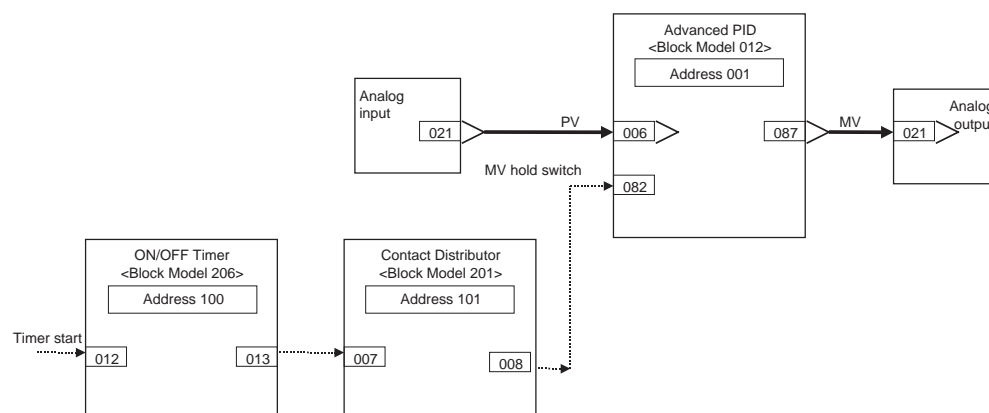 Advanced PID
<Block Model 012>
Address 001
Analog
input
021
PV
006
087
MV
Analog
output
021
MV hold switch
082
ON/OFF Timer
<Block Model 206>
Address 100
Contact Distributor
<Block Model 201>
Address 101
Timer start
012
013
007
008